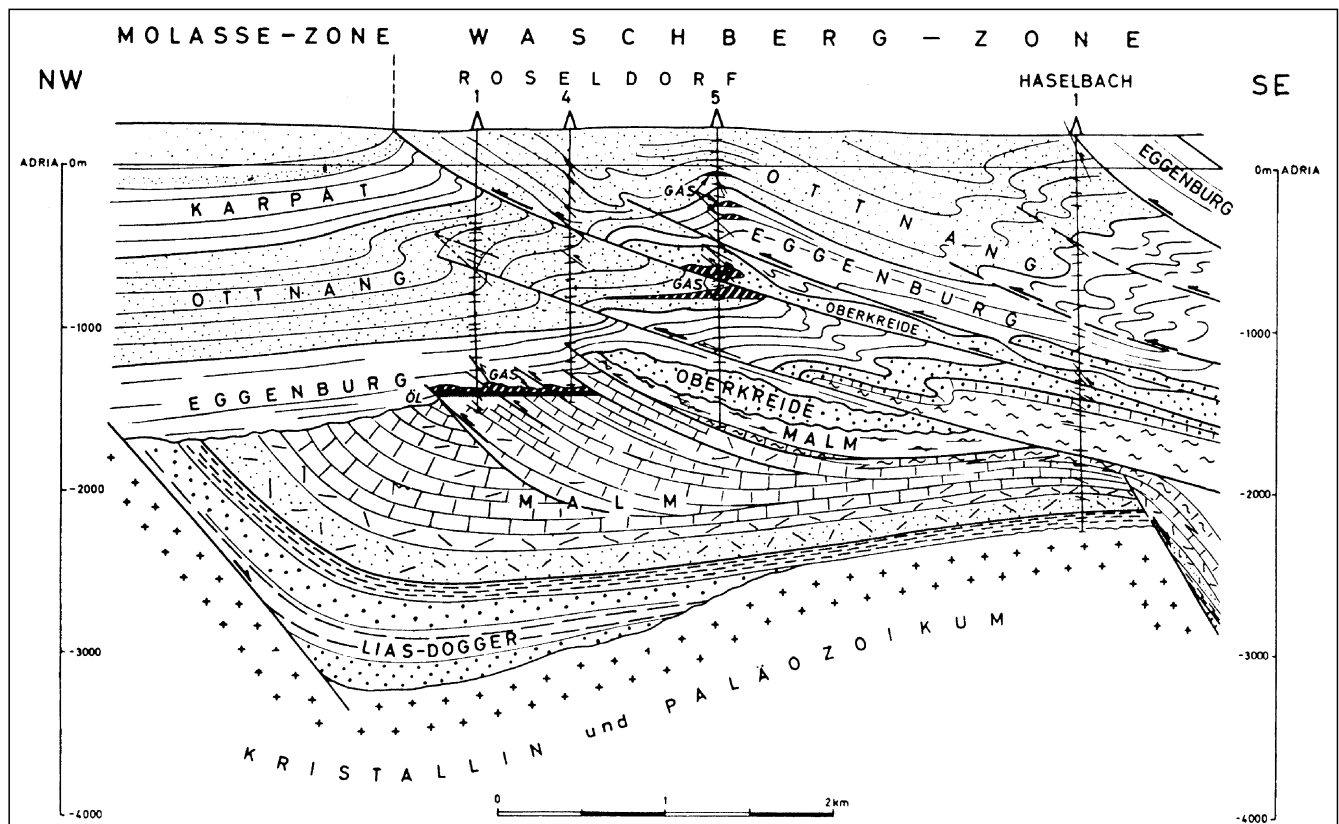 MOLASSE-ZONE WASCHBERG-ZONE
NW ROSELDORF HASELBACH SE
1 4 5 1
ADRIA 0m
0m ADRIA
EGGENBURG
KARPAT
GAS
OTTNANG
EGGENBURG
OTTNANG
GAS
OBERKREIDE
-1000
-1000
GAS
EGGENBURG
ÖL
OBERKREIDE
MALM
-2000
-2000
MALM
LIAS-DOGGER
-3000
-3000
KRISTALLIN und PALÄOZOIKUM
0 1 2km
-4000
-4000